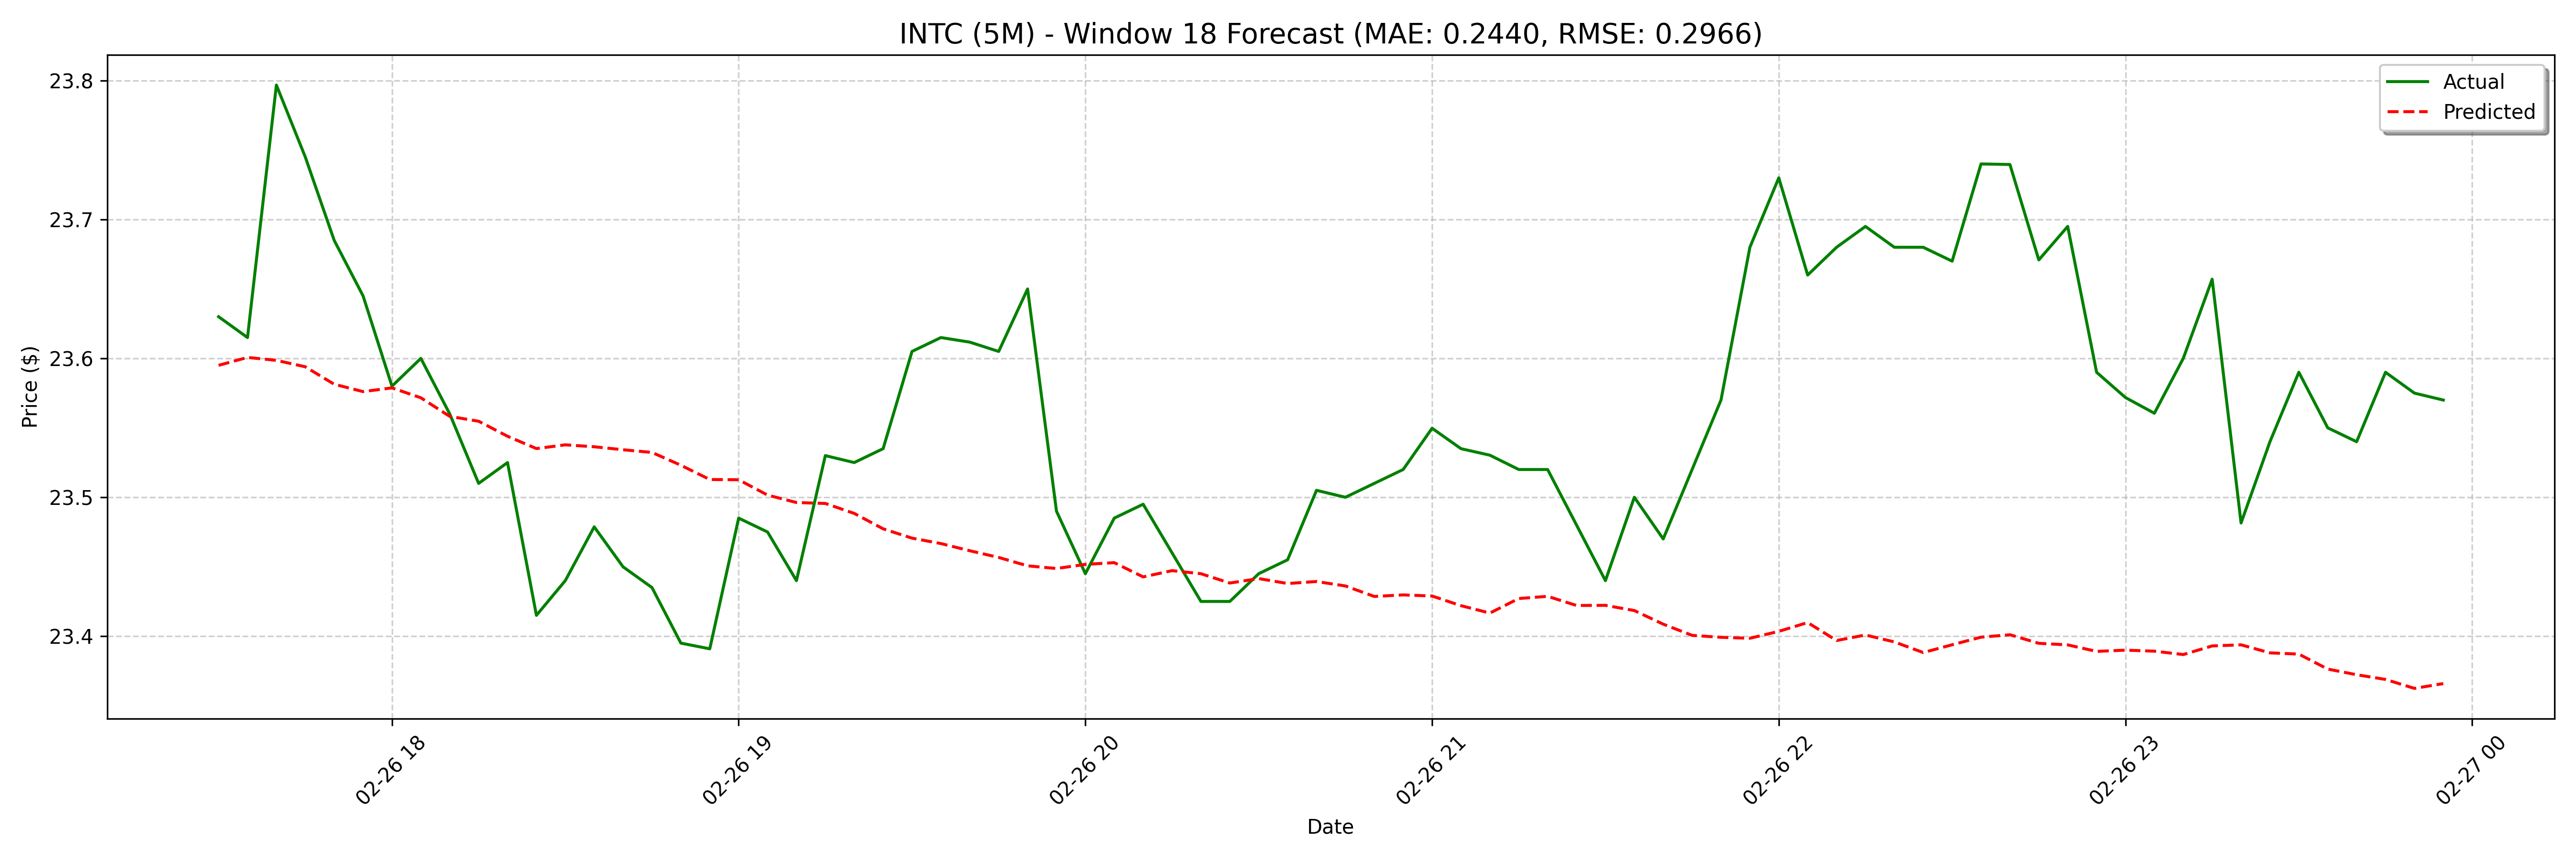 INTC (5M) - Window 18 Forecast (MAE: 0.2440, RMSE: 0.2966)
Actual
Predicted
Price ($)
23.8
23.7
23.6
23.5
23.4
02-26 18
02-26 19
02-26 20
02-26 21
02-26 22
02-26 23
02-27 00
Date